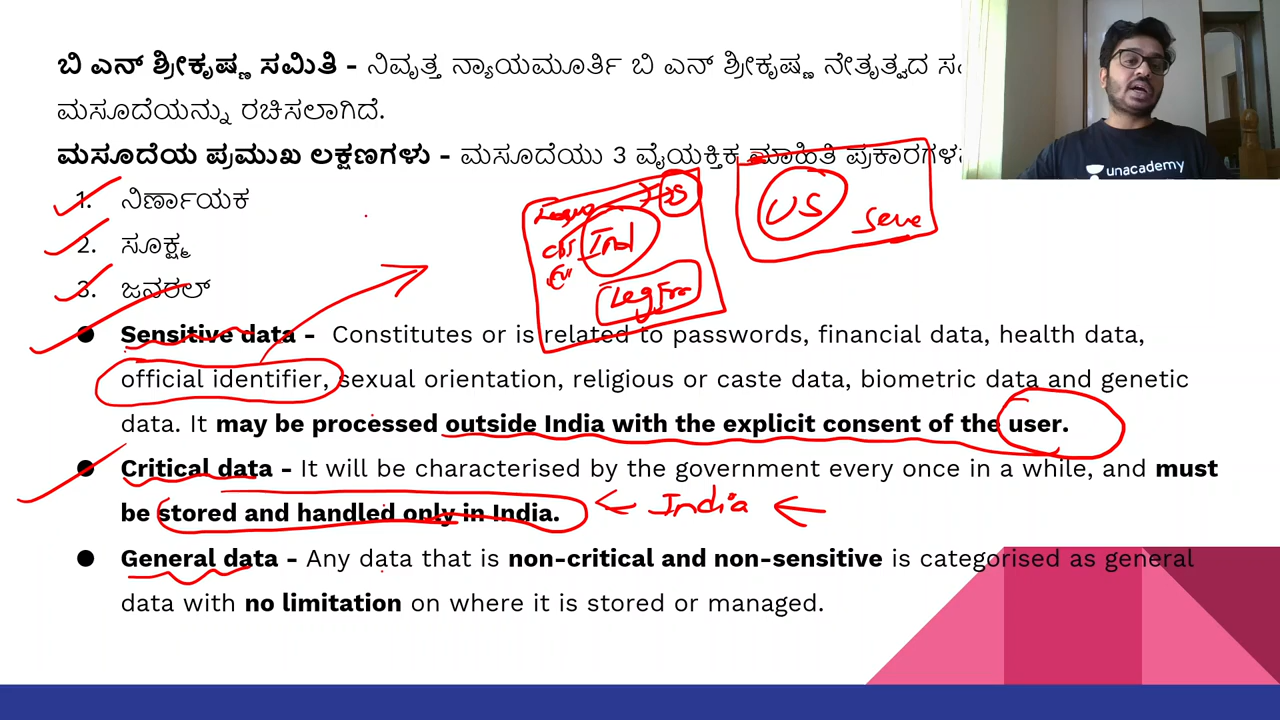 ಬಿ ಎನ್ ಶ್ರೀಕೃಷ್ಣ ಸಮಿತಿ - ನಿವೃತ್ತ ನ್ಯಾಯಮೂರ್ತಿ ಬಿ ಎನ್ ಶ್ರೀಕೃಷ್ಣ ನೇತೃತ್ವದ
ಮಸೂದೆಯನ್ನು ರಚಿಸಲಾಗಿದೆ.
ಮಸೂದೆಯ ಪ್ರಮುಖ ಲಕ್ಷಣಗಳು - ಮಸೂದೆಯು 3 ವೈಯಕ್ತಿಕ ಮಾಹಿತಿ
unacademy
1. ನಿರ್ಣಾಯಕ
2. ಸೂಕ್ಷ್ಮ
3. ಜನರಲ್
US
Ind
US
● Sensitive data - Constitutes or is related to passwords, financial data, health data,
official identifier, sexual orientation, religious or caste data, biometric data and genetic
data. It may be processed outside India with the explicit consent of the user.
● Critical data - It will be characterised by the government every once in a while, and must
be stored and handled only in India. ← India ←
● General data - Any data that is non-critical and non-sensitive is categorised as general
data with no limitation on where it is stored or managed.